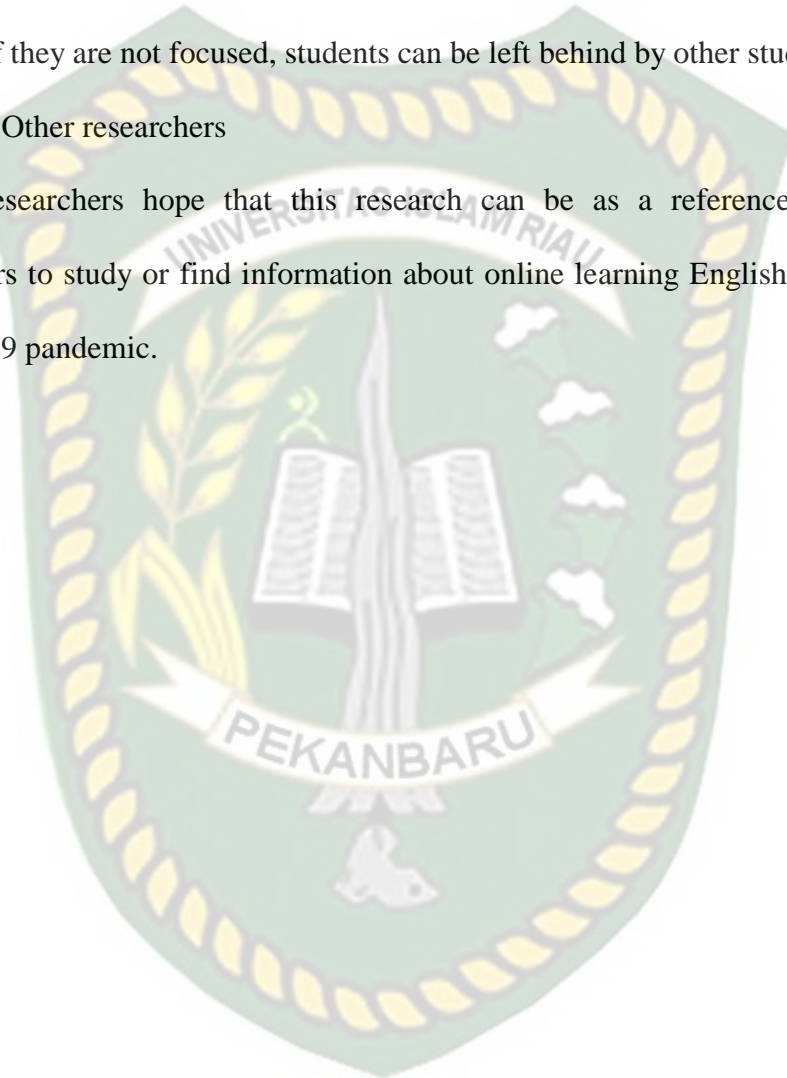 f they are not focused, students can be left behind by other stu
Other researchers
esearchers hope that this research can be as a reference
UNIVERSITAS ISLAM RIAU
rs to study or find information about online learning English
9 pandemic.
PEKANBARU